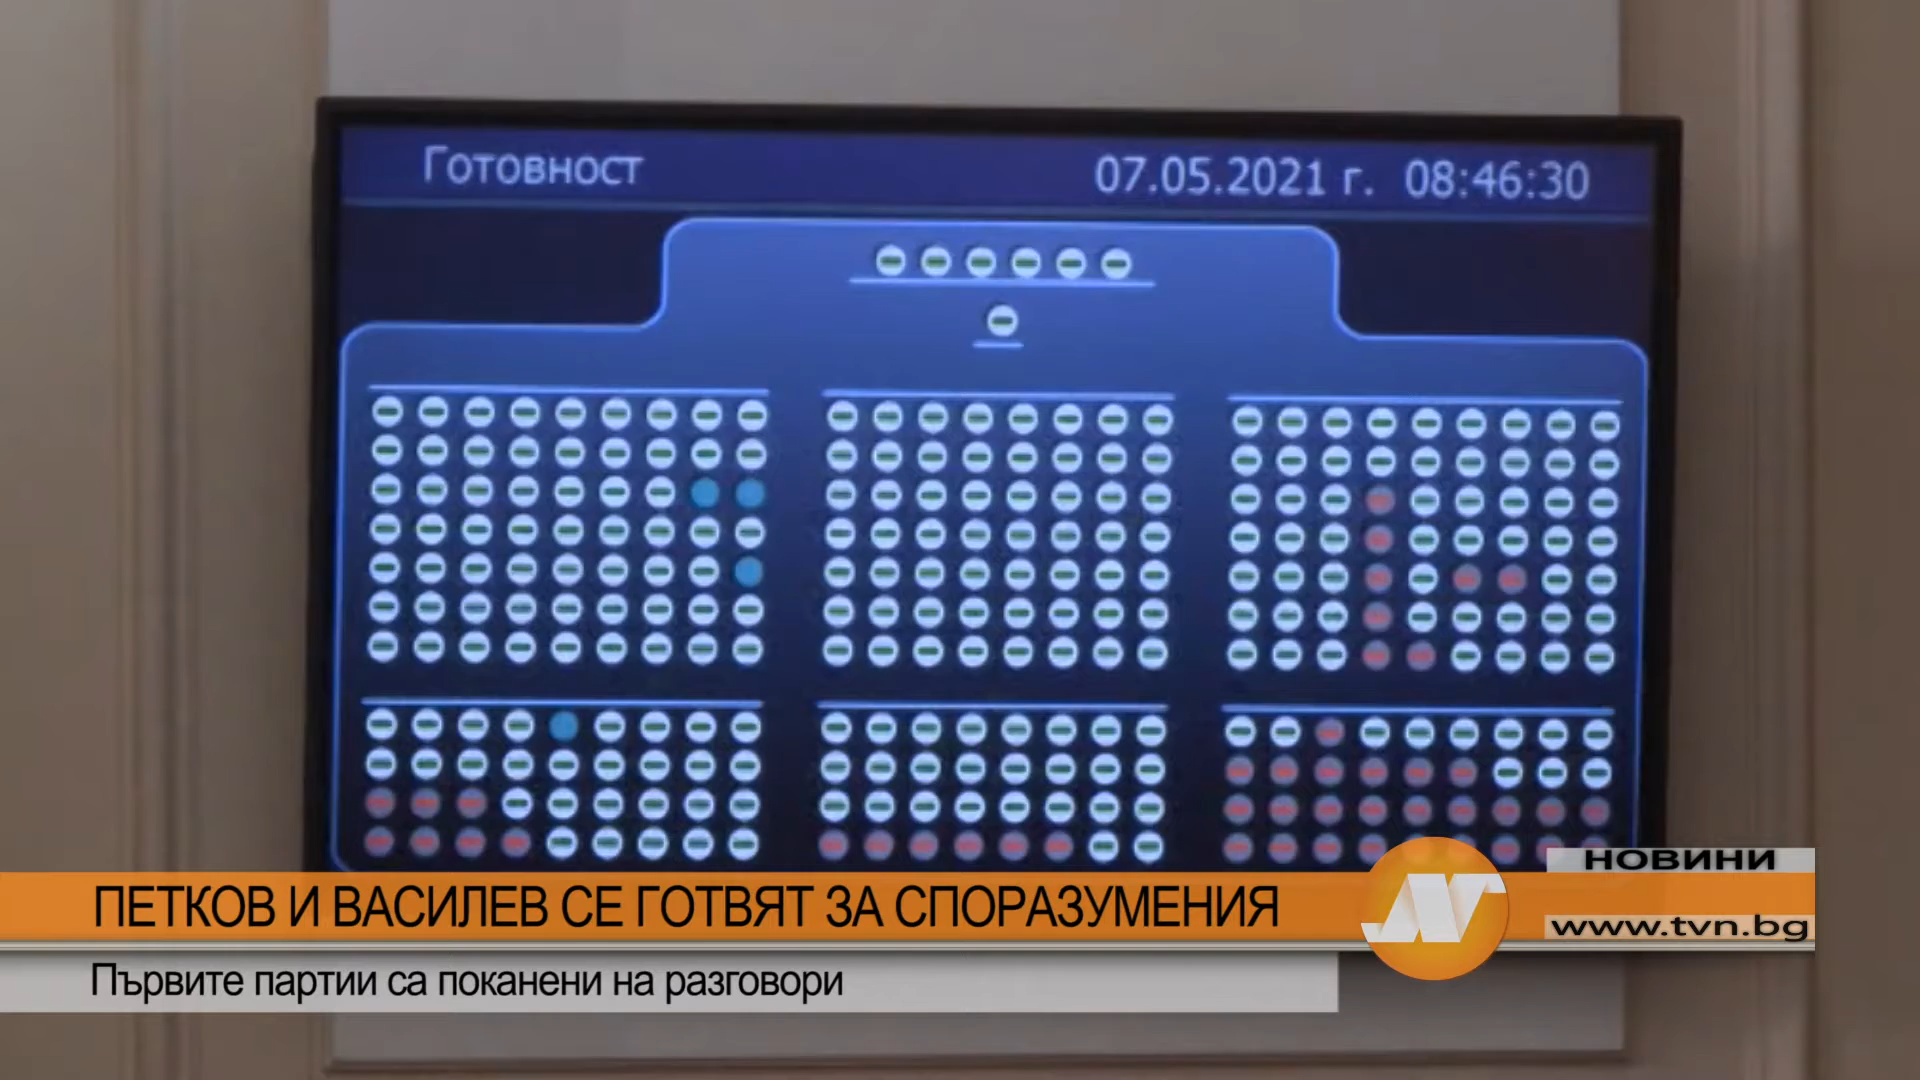 Готовност 07.05.2021 г. 08:46:30
НОВИНИ
ПЕТКОВ И ВАСИЛЕВ СЕ ГОТВЯТ ЗА СПОРАЗУМЕНИЯ
www.tvn.bg
Първите партии са поканени на разговори